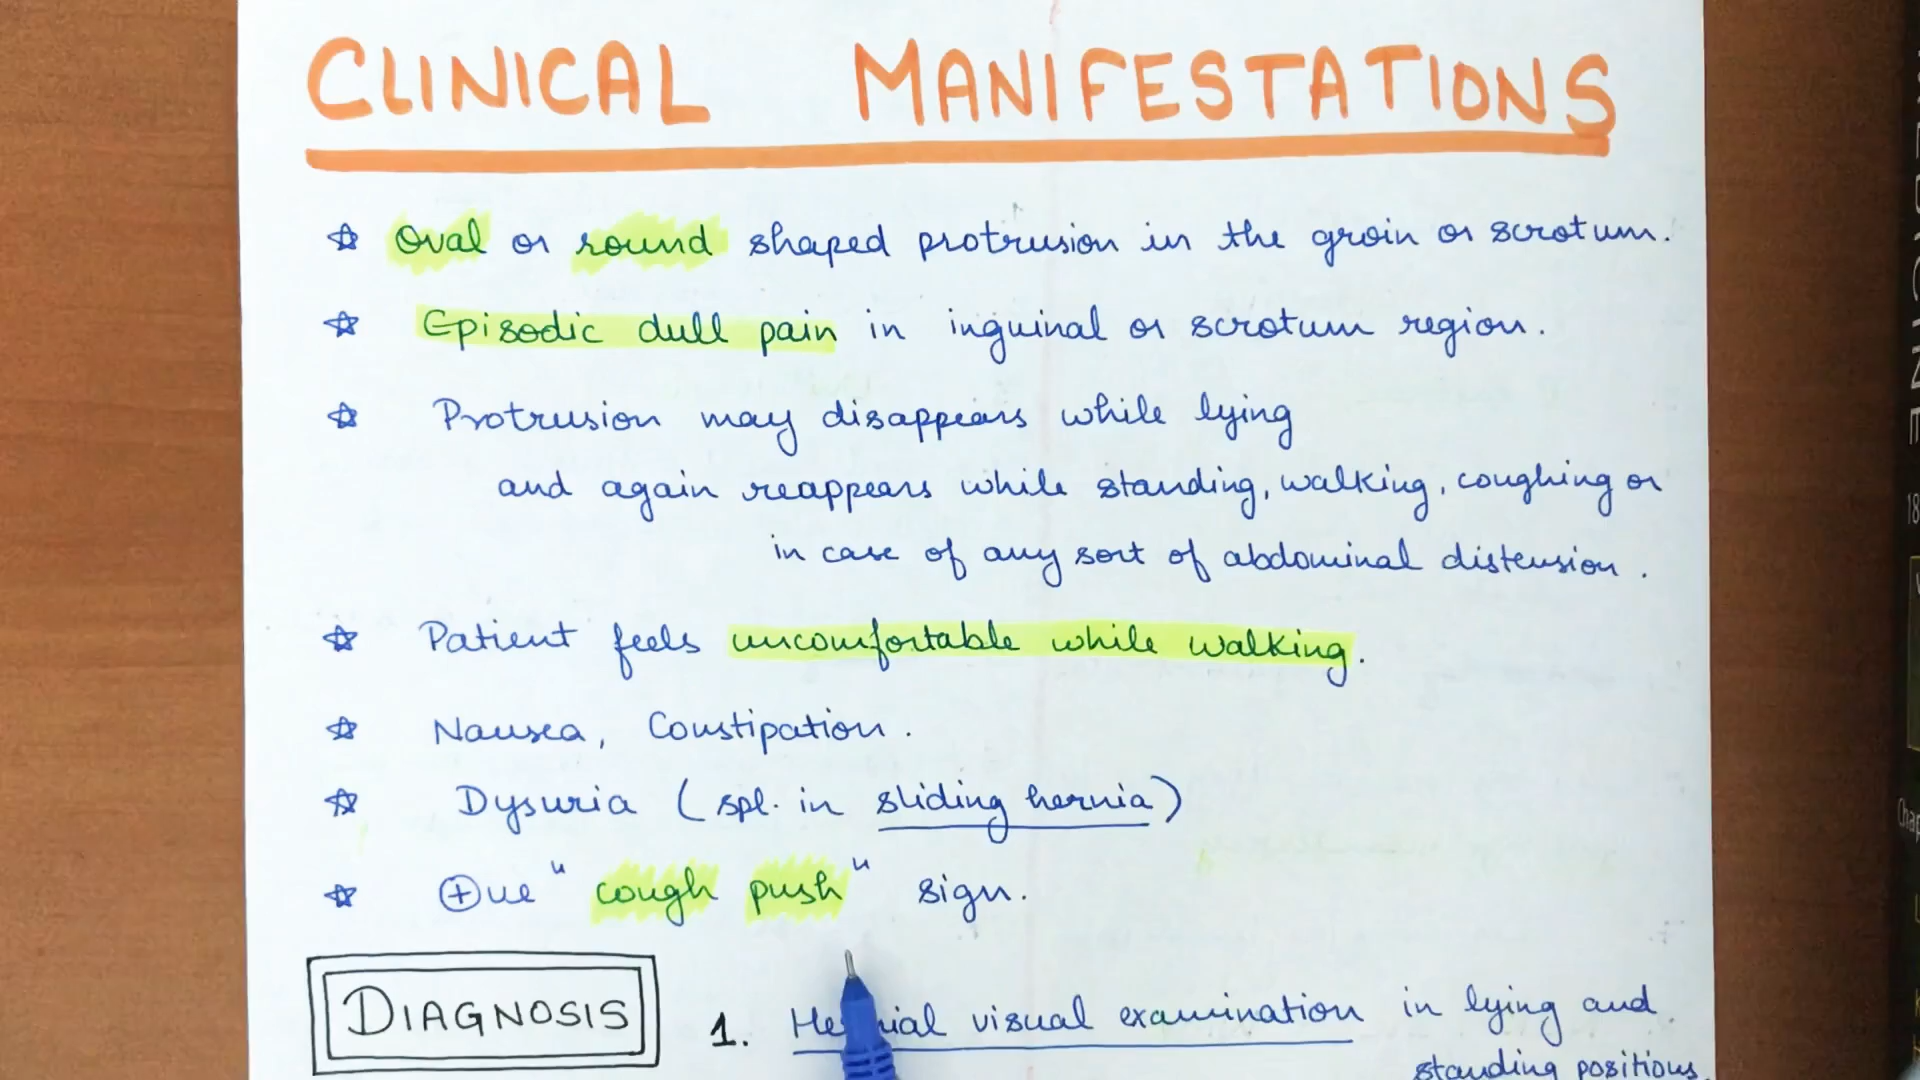 CLINICAL MANIFESTATIONS
☆ Oval or round shaped protrusion in the groin or scrotum.
☆ Episodic dull pain in inguinal or scrotum region.
☆ Protrusion may disappears while lying
and again reappears while standing, walking, coughing or
in case of any sort of abdominal distension.
☆ Patient feels uncomfortable while walking.
☆ Nausea, Constipation.
☆ Dysuria (spl. in sliding hernia)
☆ ⊕ve "cough push" sign.
DIAGNOSIS
1. Hernial visual examination in lying and
standing positions.
18
Chap